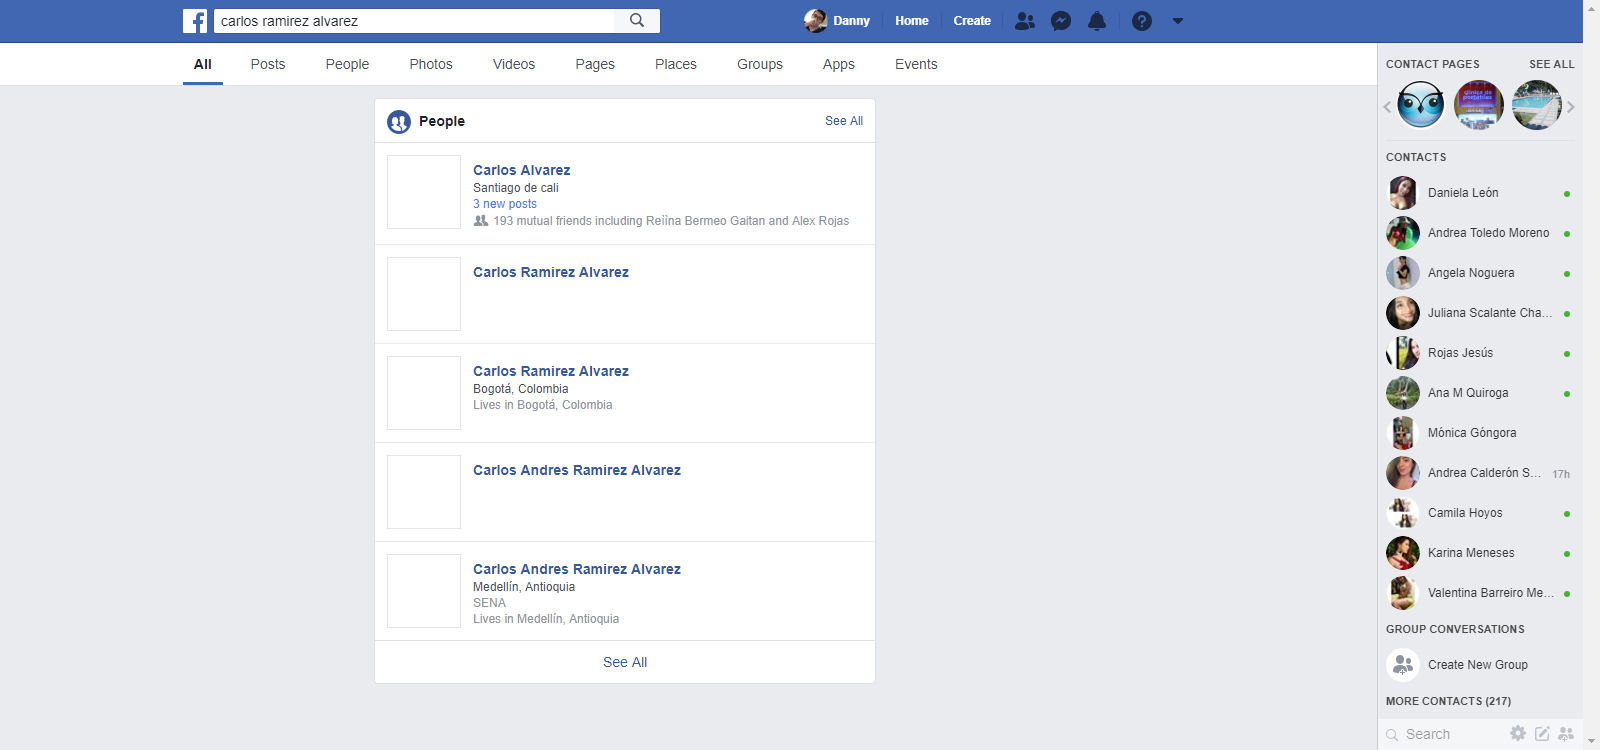 carlos ramirez alvarez
Danny
Home
Create
All
Posts
People
Photos
Videos
Pages
Places
Groups
Apps
Events
People
See All
Carlos Alvarez
Santiago de cali
3 new posts
193 mutual friends including Reiina Bermeo Gaitan and Alex Rojas
Carlos Ramirez Alvarez
Carlos Ramirez Alvarez
Bogotá, Colombia
Lives in Bogotá, Colombia
Carlos Andres Ramirez Alvarez
Carlos Andres Ramirez Alvarez
Medellín, Antioquia
SENA
Lives in Medellín, Antioquia
See All
CONTACT PAGES
SEE ALL
CONTACTS
Daniela León
Andrea Toledo Moreno
Angela Noguera
Juliana Scalante Cha...
Rojas Jesús
Ana M Quiroga
Mónica Góngora
Andrea Calderón S... 17h
Camila Hoyos
Karina Meneses
Valentina Barreiro Me...
GROUP CONVERSATIONS
Create New Group
MORE CONTACTS (217)
Search